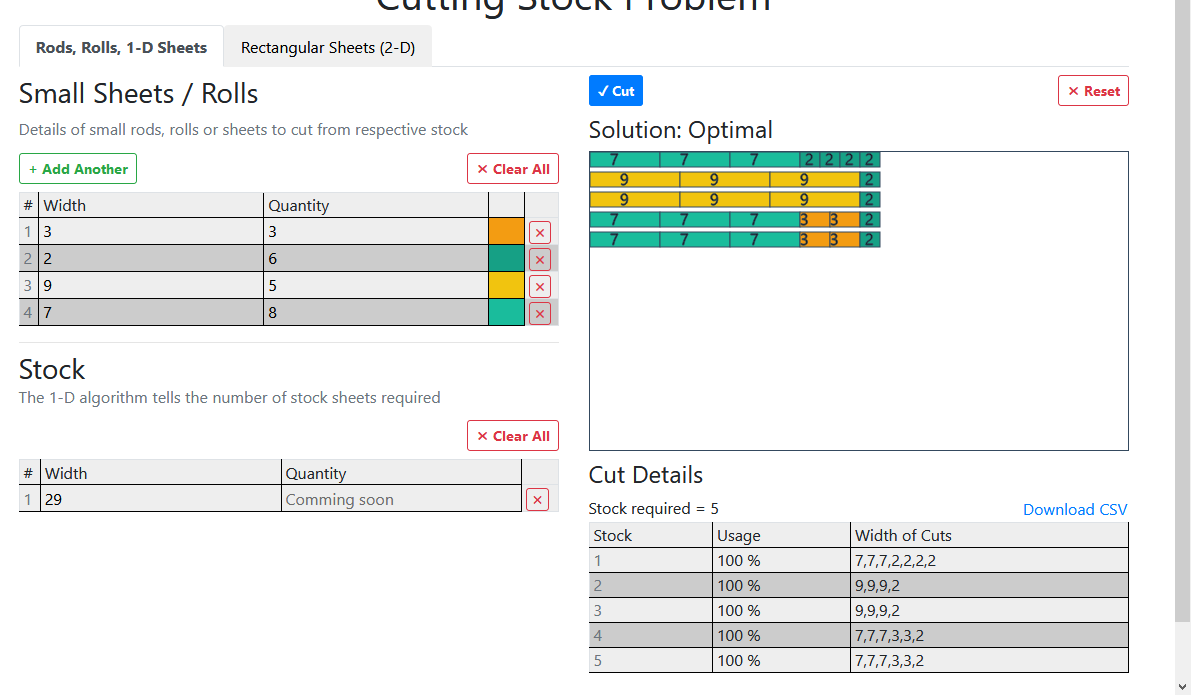 Cutting Stock Problem
Rods, Rolls, 1-D Sheets Rectangular Sheets (2-D)
Small Sheets / Rolls
Details of small rods, rolls or sheets to cut from respective stock
+ Add Another
× Clear All
# Width Quantity
1 3 3 ×
2 2 6 ×
3 9 5 ×
4 7 8 ×
Stock
The 1-D algorithm tells the number of stock sheets required
× Clear All
# Width Quantity
1 29 Comming soon ×
✓ Cut
× Reset
Solution: Optimal
7 7 7 2 2 2 2
9 9 9 2
9 9 9 2
7 7 7 3 3 2
7 7 7 3 3 2
Cut Details
Stock required = 5
Download CSV
Stock Usage Width of Cuts
1 100 % 7,7,7,2,2,2,2
2 100 % 9,9,9,2
3 100 % 9,9,9,2
4 100 % 7,7,7,3,3,2
5 100 % 7,7,7,3,3,2